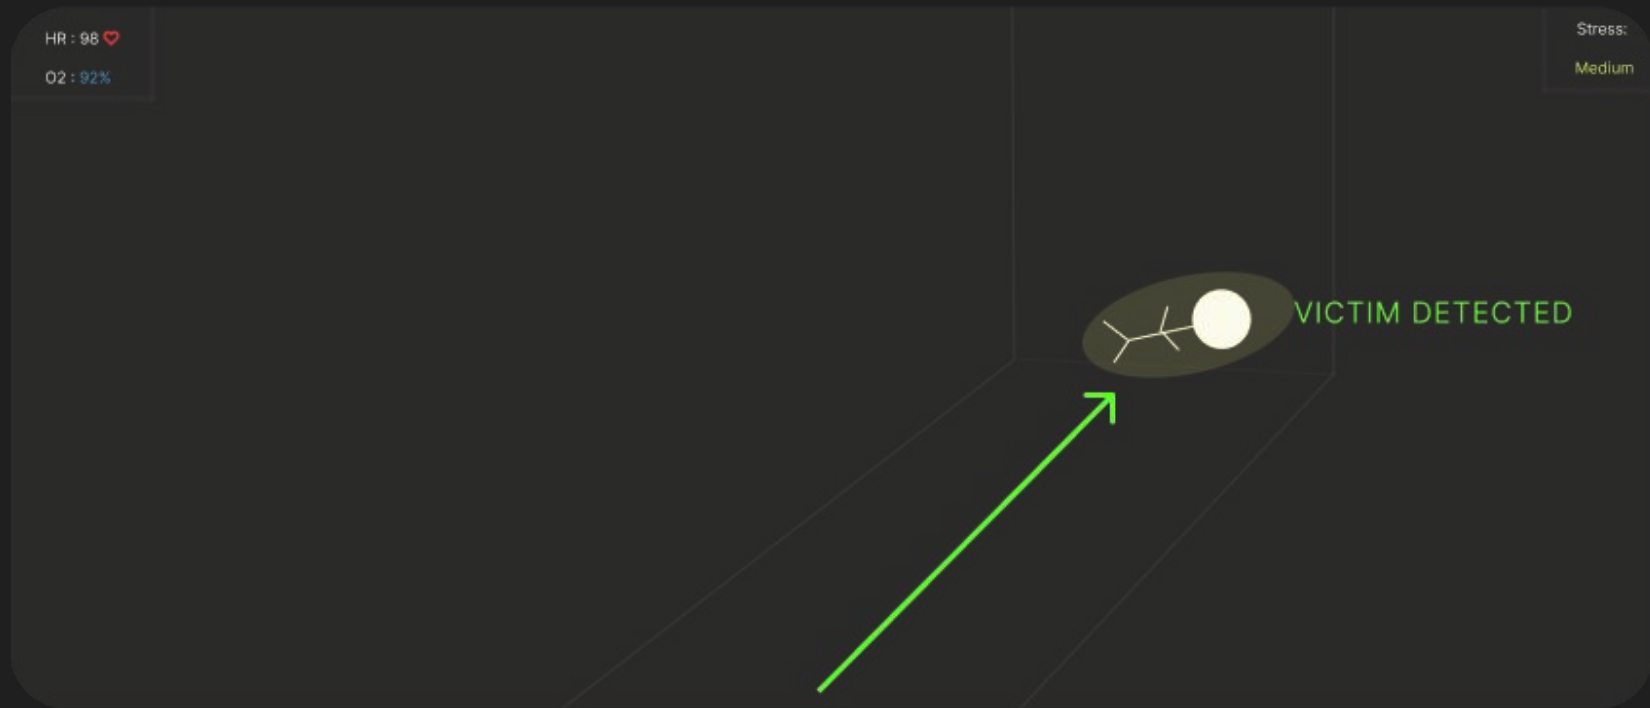 HR : 98
O2 : 92%
Stress:
Medium
VICTIM DETECTED